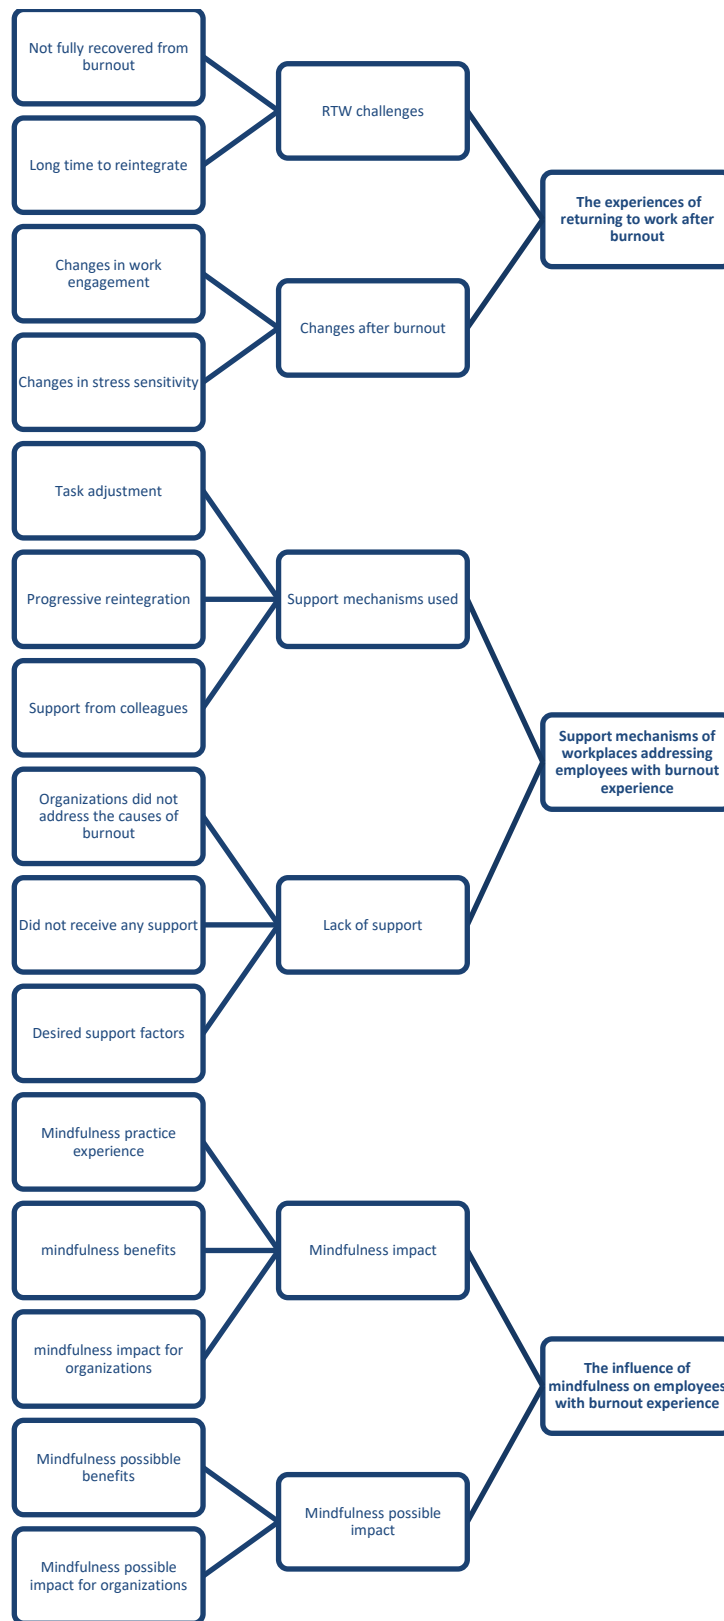 Not fully recovered from
burnout
RTW challenges
Long time to reintegrate
The experiences of
returning to work after
burnout
Changes in work
engagement
Changes after burnout
Changes in stress sensitivity
Task adjustment
Progressive reintegration
Support mechanisms used
Support from colleagues
Support mechanisms of
workplaces addressing
employees with burnout
experience
Organizations did not
address the causes of
burnout
Did not receive any support
Lack of support
Desired support factors
Mindfulness practice
experience
mindfulness benefits
Mindfulness impact
mindfulness impact for
organizations
The influence of
mindfulness on employees
with burnout experience
Mindfulness possibble
benefits
Mindfulness possible
impact
Mindfulness possible
impact for organizations